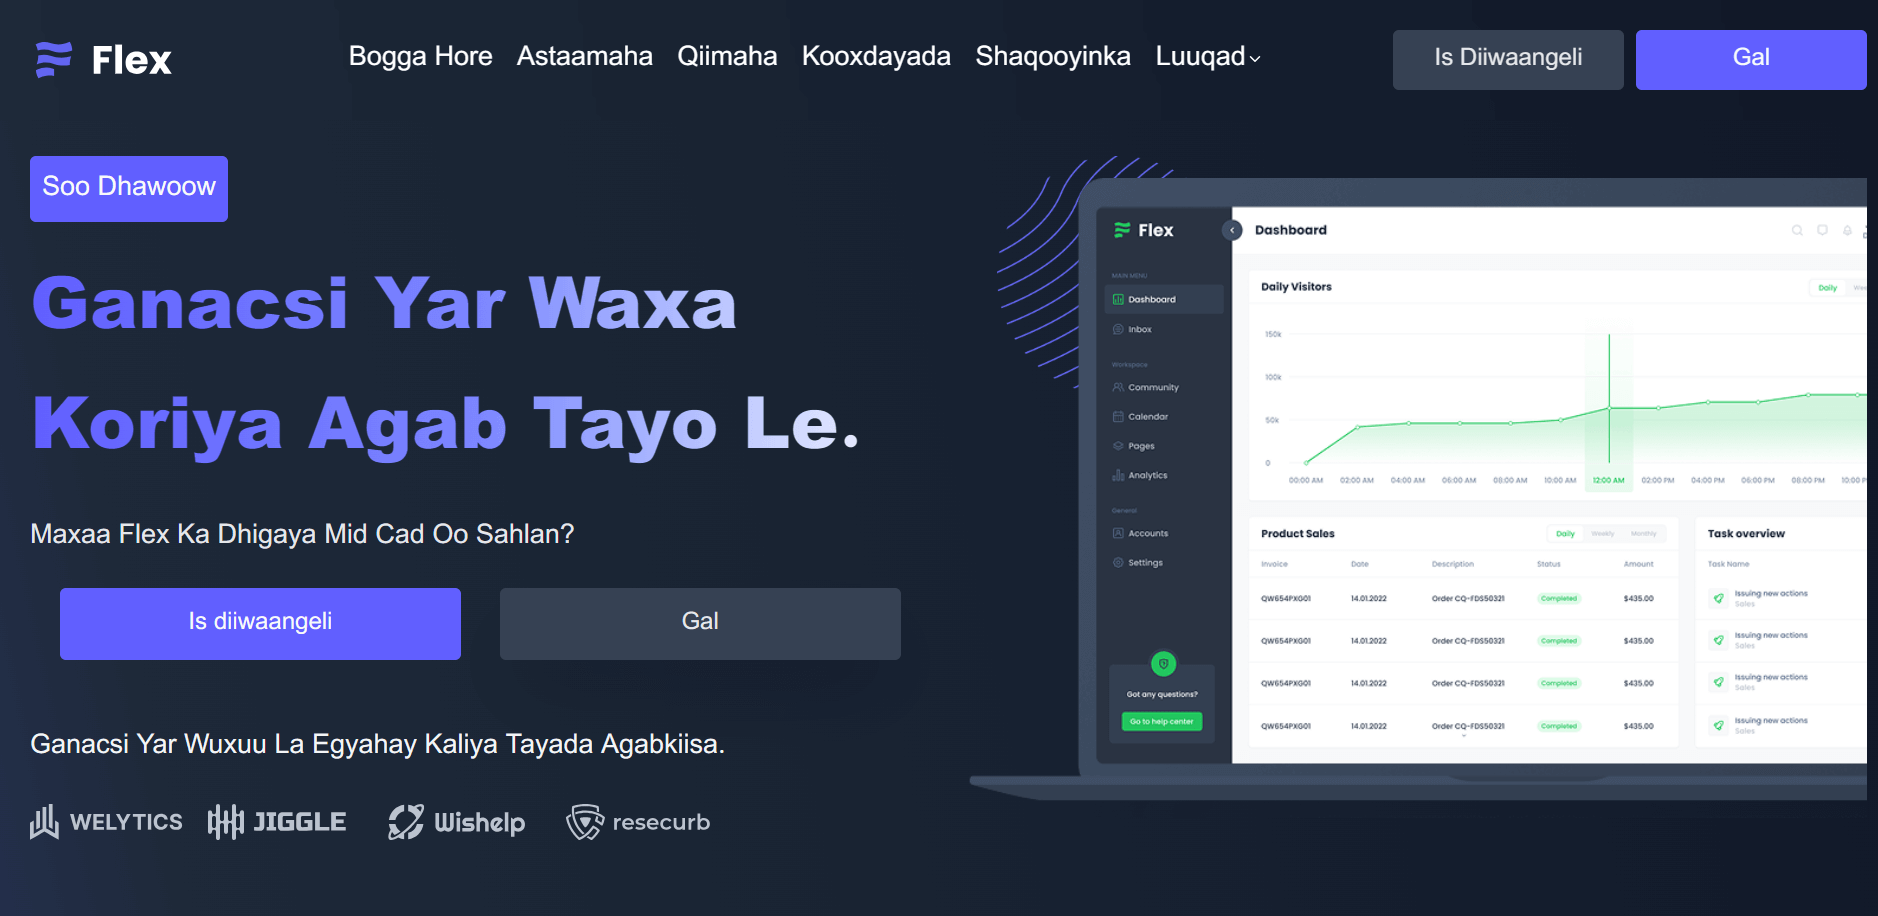 Flex
Bogga Hore Astaamaha Qiimaha Kooxdayada Shaqooyinka Luuqad
Is Diiwaangeli Gal
Soo Dhawoow
Ganacsi Yar Waxa
Koriya Agab Tayo Le.
Maxaa Flex Ka Dhigaya Mid Cad Oo Sahlan?
Is diiwaangeli Gal
Ganacsi Yar Wuxuu La Egyahay Kaliya Tayada Agabkiisa.
WELYTICS JIGGLE Wishelp resecurb
Flex
MAIN MENU
Dashboard
Inbox
Workspace
Community
Calendar
Pages
Analytics
General
Accounts
Settings
Got any questions?
Go to help center
Dashboard
Daily Visitors
Daily
150k
100k
50k
0
00:00 AM 02:00 AM 04:00 AM 06:00 AM 08:00 AM 10:00 AM 12:00 AM 02:00 PM 04:00 PM 06:00 PM 08:00 PM 10:00 P
Product Sales Daily Weekly Monthly
Invoice Date Description Status Amount
QW654PXG01 14.01.2022 Order CQ-FDS50321 Completed $435.00
QW654PXG01 14.01.2022 Order CQ-FDS50321 Completed $435.00
QW654PXG01 14.01.2022 Order CQ-FDS50321 Completed $435.00
QW654PXG01 14.01.2022 Order CQ-FDS50321 Completed $435.00
Task overview
Task Name
Issuing new actions
Sales
Issuing new actions
Sales
Issuing new actions
Sales
Issuing new actions
Sales